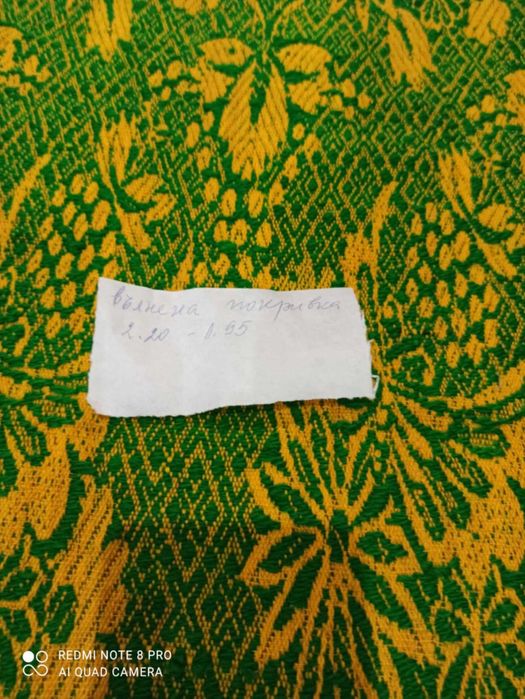 вълнена покривка
2.20 - 1.95
REDMI NOTE 8 PRO
AI QUAD CAMERA